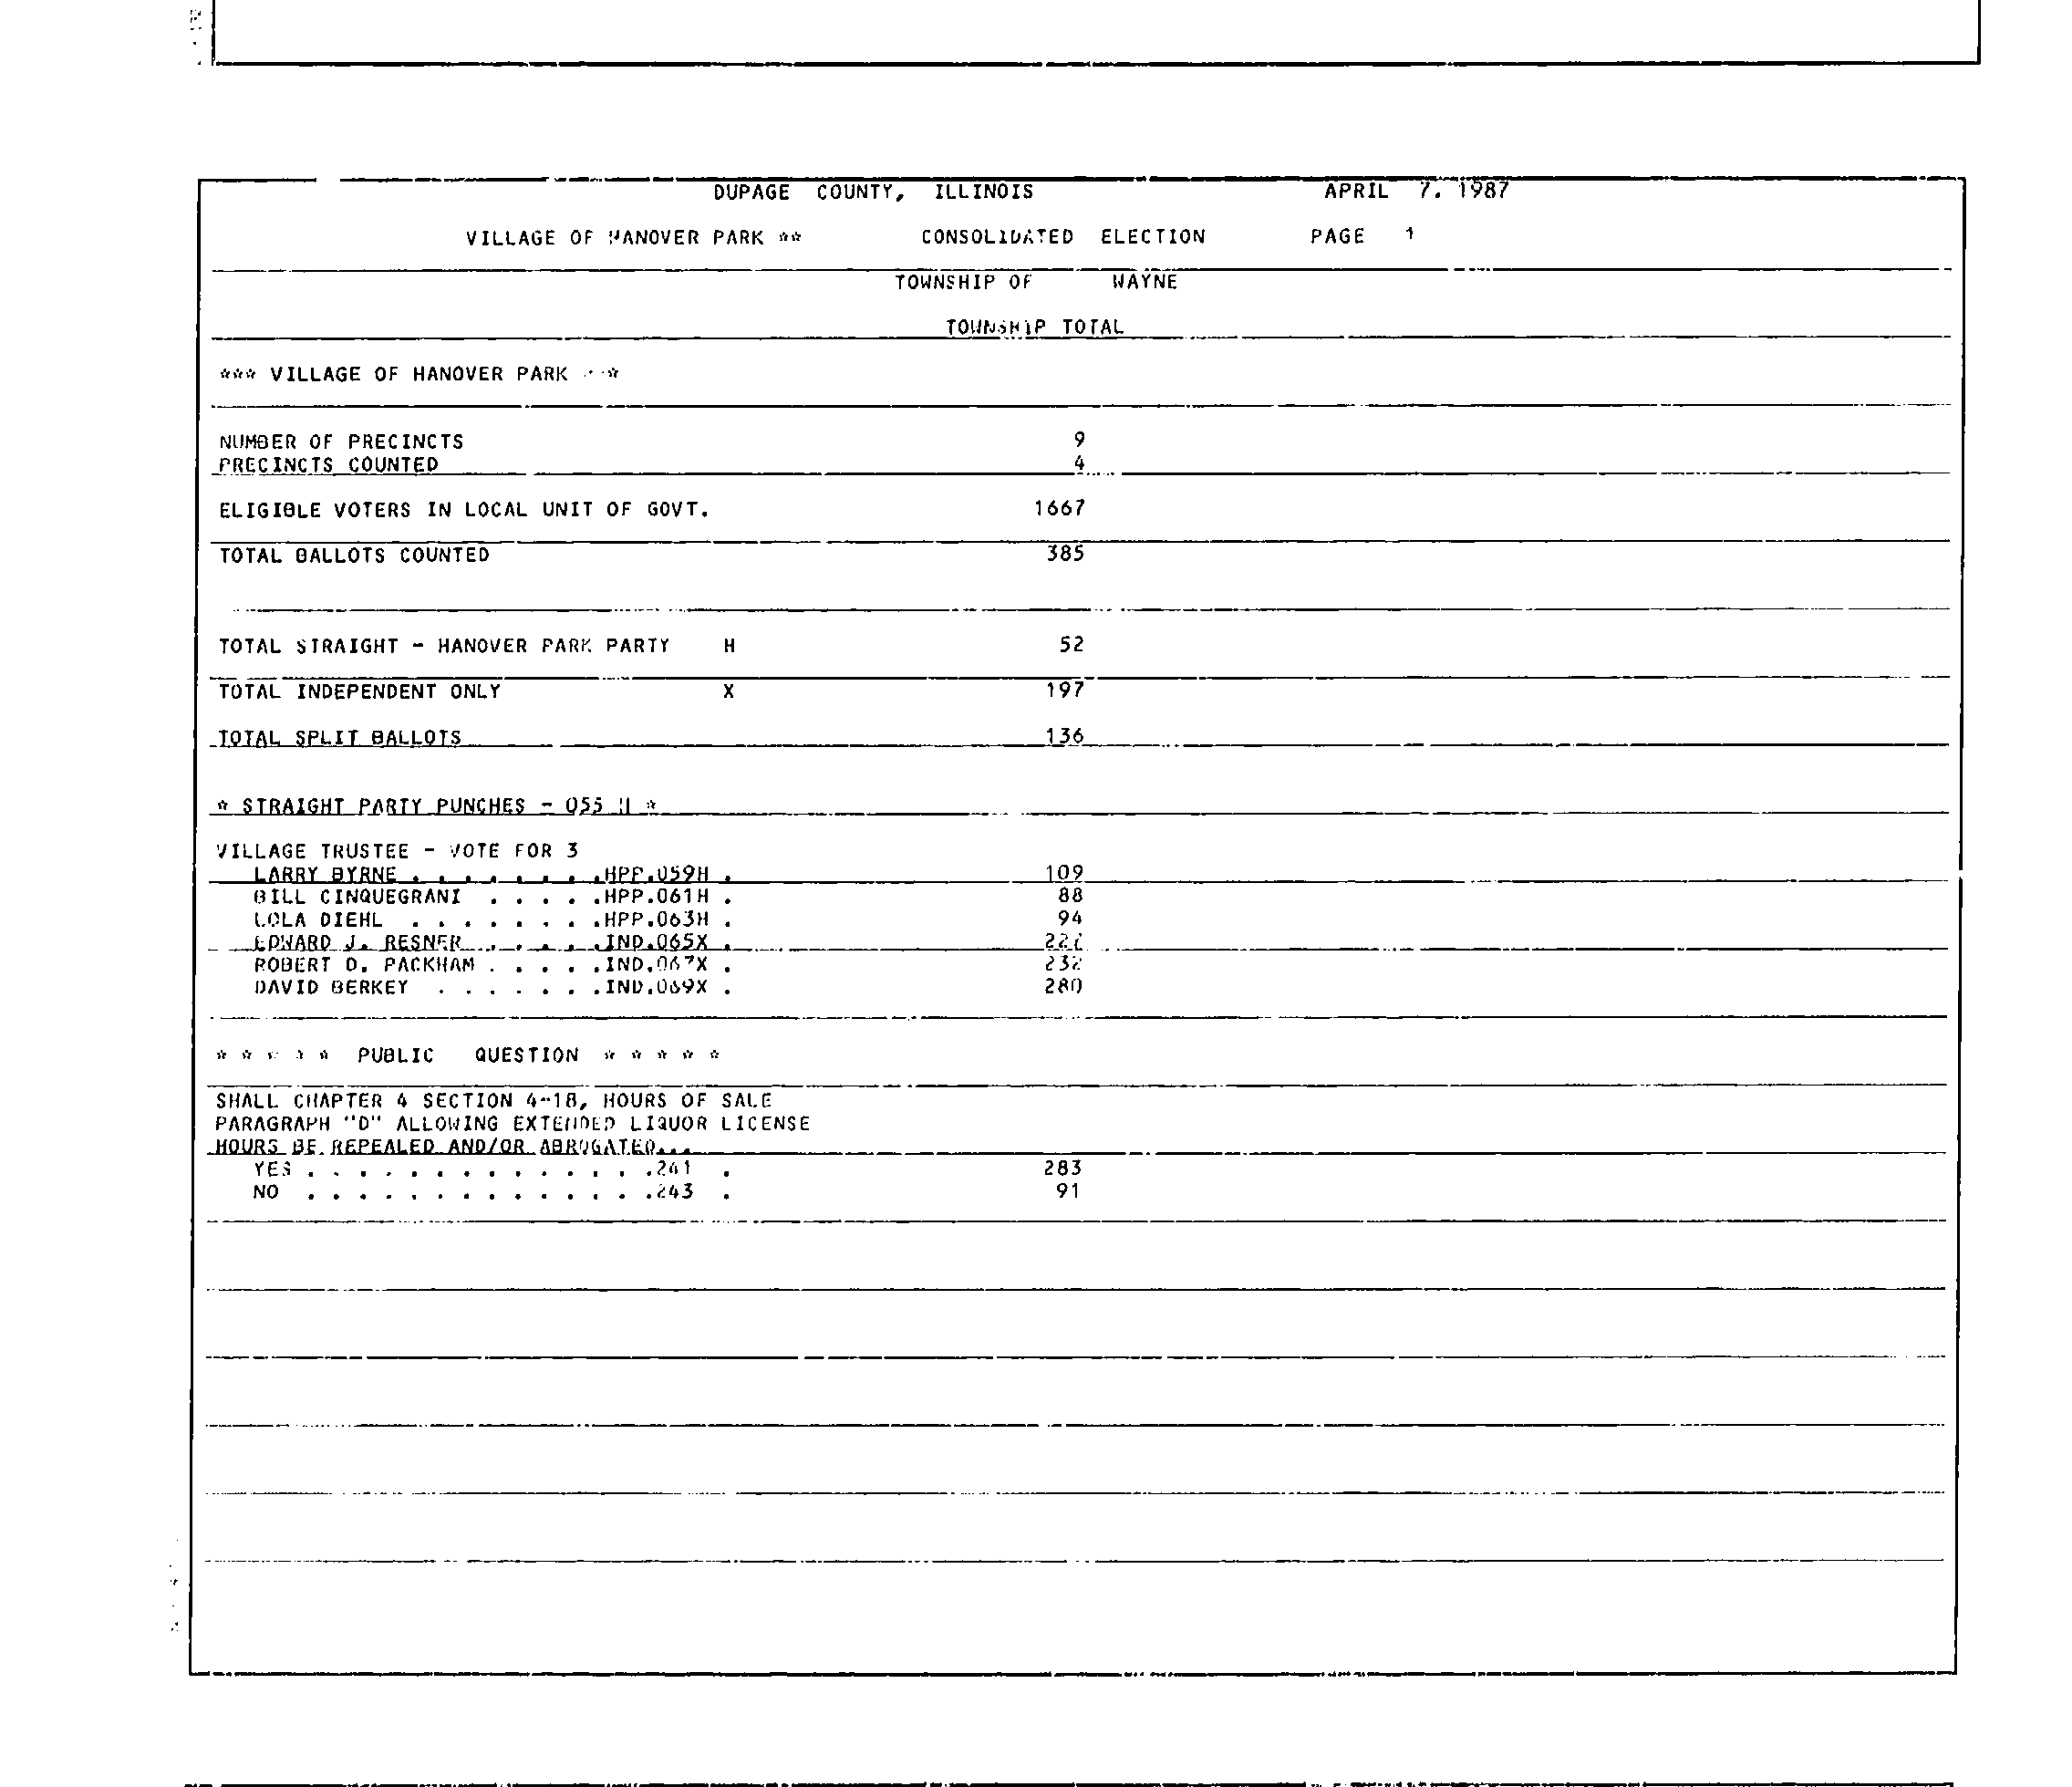 DUPAGE COUNTY, ILLINOIS APRIL 7, 1987
VILLAGE OF HANOVER PARK ** CONSOLIDATED ELECTION PAGE 1
TOWNSHIP OF WAYNE
TOWNSHIP TOTAL
*** VILLAGE OF HANOVER PARK ***
NUMBER OF PRECINCTS 9
PRECINCTS COUNTED 4
ELIGIBLE VOTERS IN LOCAL UNIT OF GOVT. 1667
TOTAL BALLOTS COUNTED 385
TOTAL STRAIGHT - HANOVER PARK PARTY H 52
TOTAL INDEPENDENT ONLY X 197
TOTAL SPLIT BALLOTS 136
* STRAIGHT PARTY PUNCHES - 055 H *
VILLAGE TRUSTEE - VOTE FOR 3
LARRY BYRNE . . . . . . . .HPP.059H . 109
BILL CINQUEGRANI . . . . .HPP.061H . 88
LOLA DIEHL . . . . . . . .HPP.063H . 94
EDWARD J. RESNER . . . . .IND.065X .
ROBERT D. PACKHAM . . . . .IND.067X . 232
DAVID BERKEY . . . . . . .IND.069X . 280
* * * * * PUBLIC QUESTION * * * * *
SHALL CHAPTER 4 SECTION 4-18, HOURS OF SALE
PARAGRAPH "D" ALLOWING EXTENDED LIQUOR LICENSE
HOURS BE REPEALED AND/OR ABROGATED...
YES . . . . . . . . . . . . . .241 . 283
NO . . . . . . . . . . . . . .243 . 91